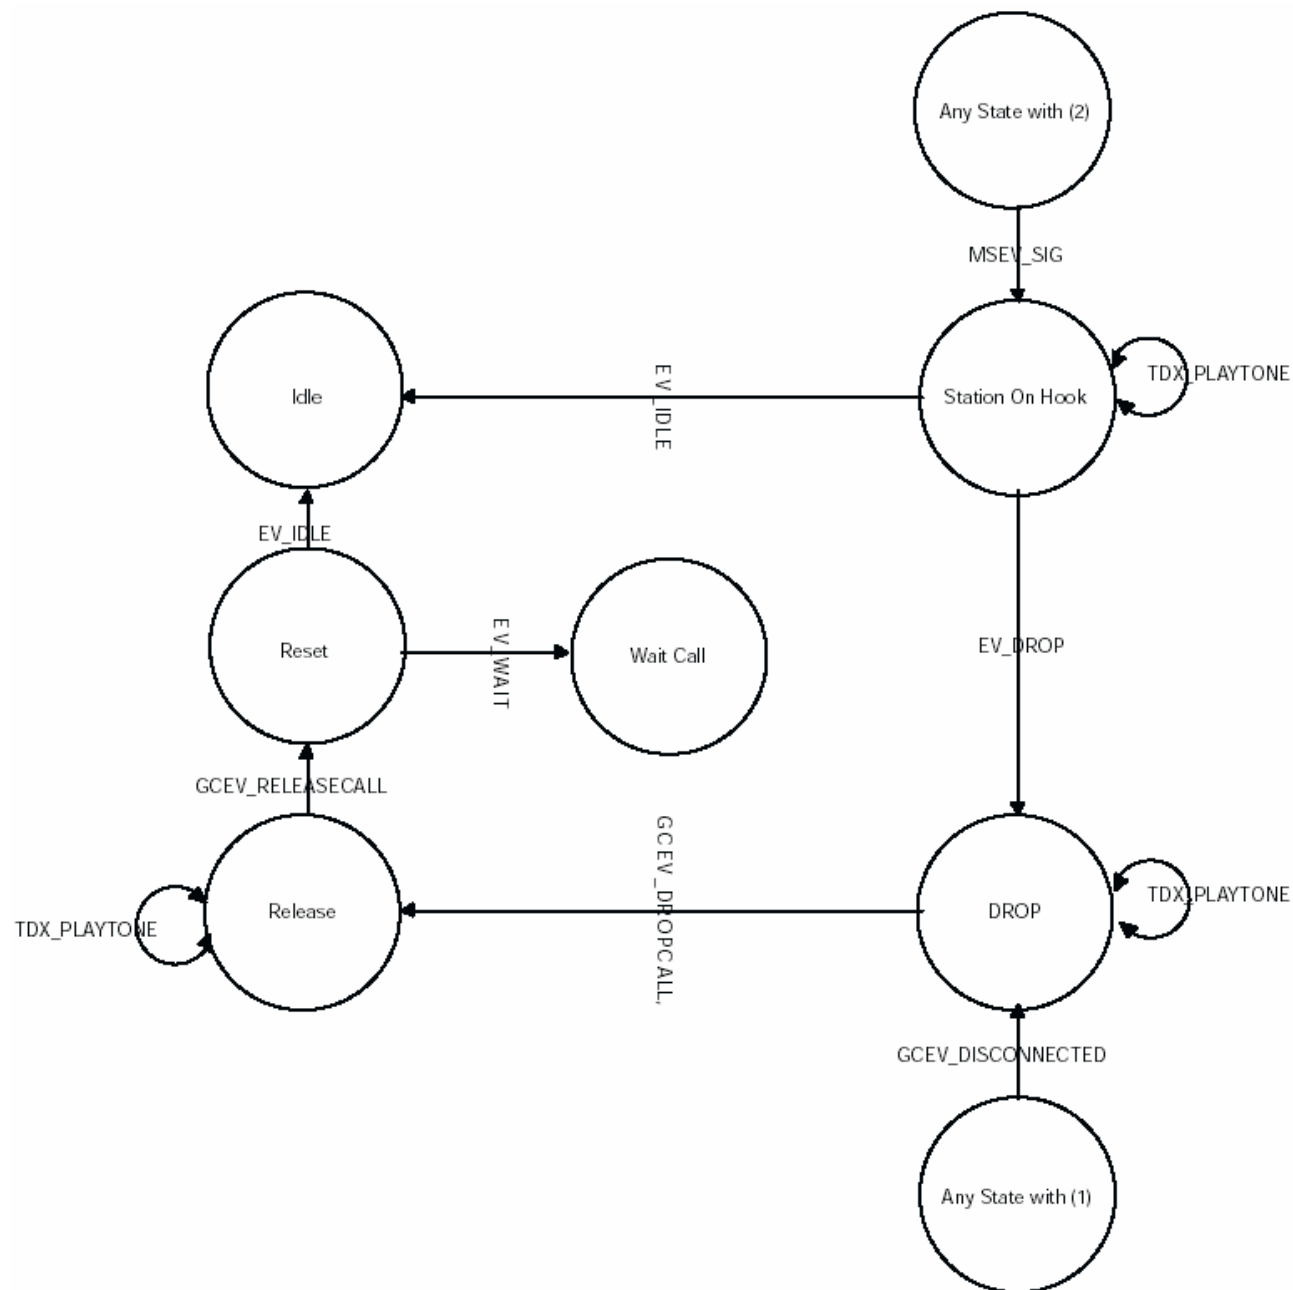 Any State with (2)
MSEV_SIG
TDX_PLAYTONE
EV_IDLE
Idle
Station On Hook
EV_IDLE
EV_WAIT
Reset
Wait Call
EV_DROP
GCEV_RELEASECALL
GCEV_DROPCALL,
TDX_PLAYTONE
Release
DROP
TDX_PLAYTONE
GCEV_DISCONNECTED
Any State with (1)